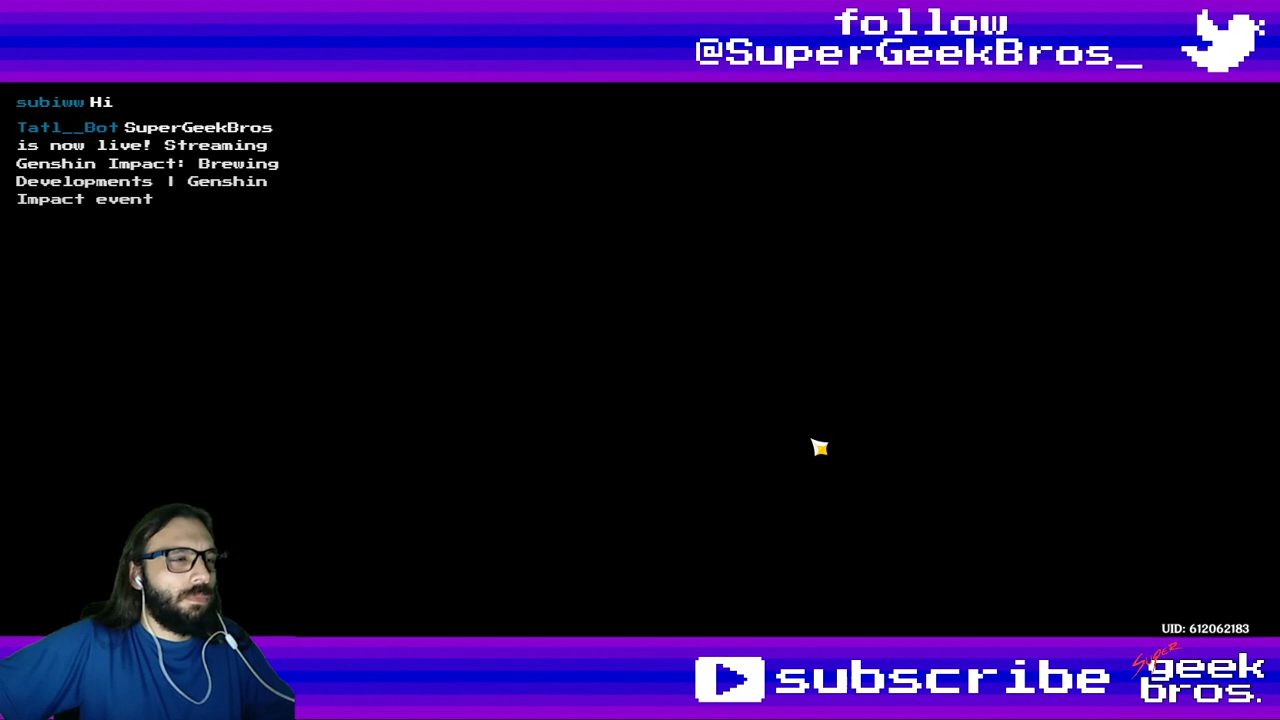 follow
@SuperGeekBros_
subiww Hi
Tatl__Bot SuperGeekBros
is now live! Streaming
Genshin Impact: Brewing
Developments | Genshin
Impact event
UID: 612062183
subscribe
SUPER
geek
bros.